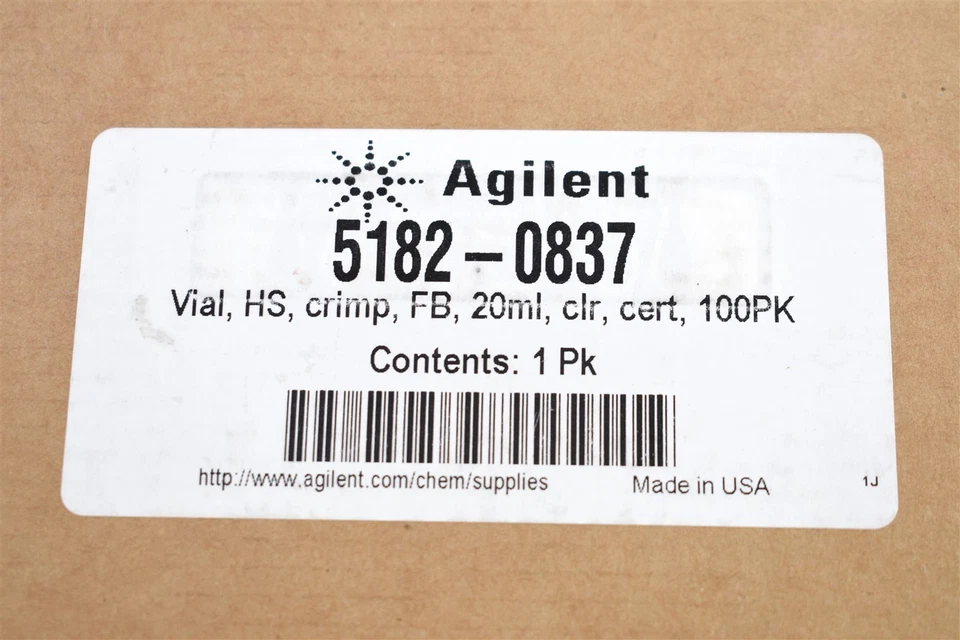 Agilent
5182-0837
Vial, HS, crimp, FB, 20ml, clr, cert, 100PK
Contents: 1 Pk
http://www.agilent.com/chem/supplies Made in USA 1J